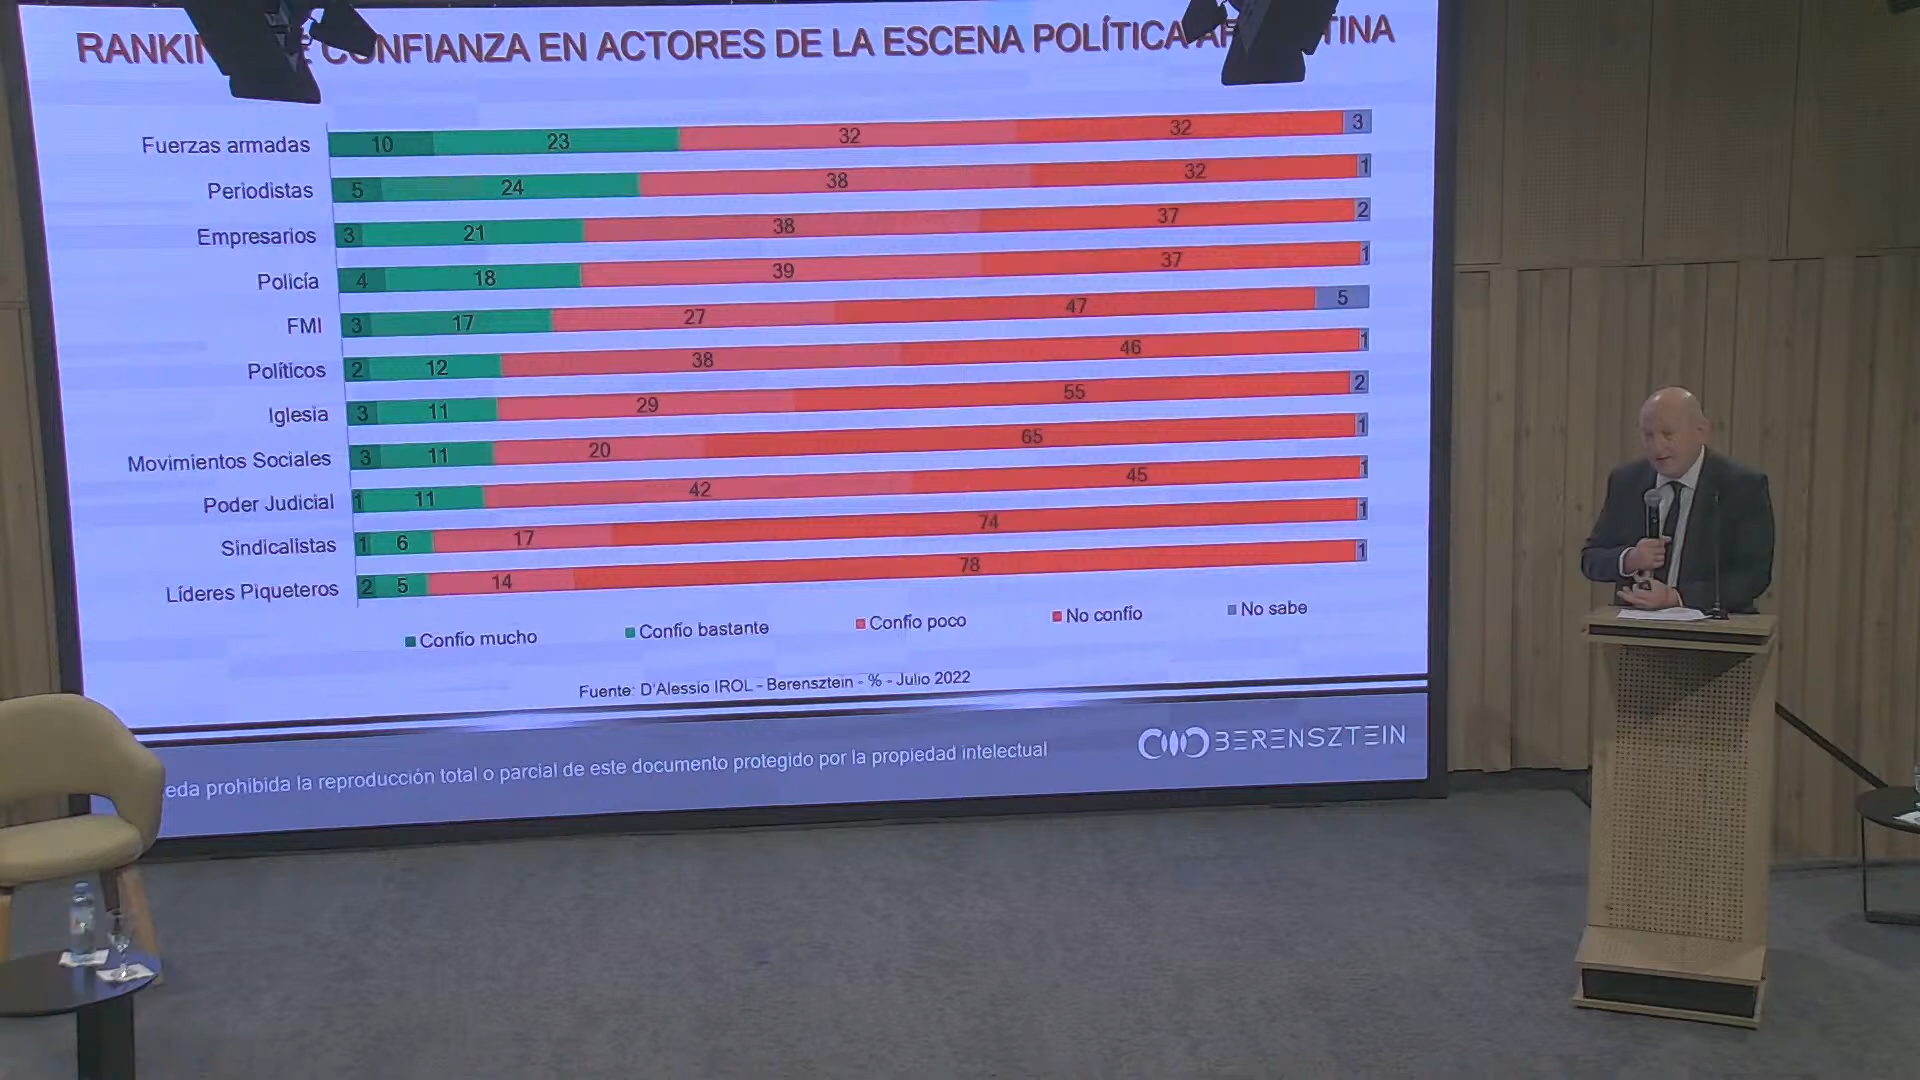 CONFIANZA EN ACTORES DE LA ESCENA POLÍTICA
Fuerzas armadas 10 23 32 32 3
Periodistas 5 24 38 32 1
Empresarios 3 21 38 37 2
Policía 4 18 39 37 1
FMI 3 17 27 47 5
Políticos 2 12 38 46 1
Iglesia 3 11 29 55 2
Movimientos Sociales 3 11 20 65 1
Poder Judicial 1 11 42 45 1
Sindicalistas 1 6 17 74 1
Líderes Piqueteros 2 5 14 78 1
Confío mucho Confío bastante Confío poco No confío No sabe
Fuente: D'Alessio IROL - Berensztein - % - Julio 2022
eda prohibida la reproducción total o parcial de este documento protegido por la propiedad intelectual
BERENSZTEIN